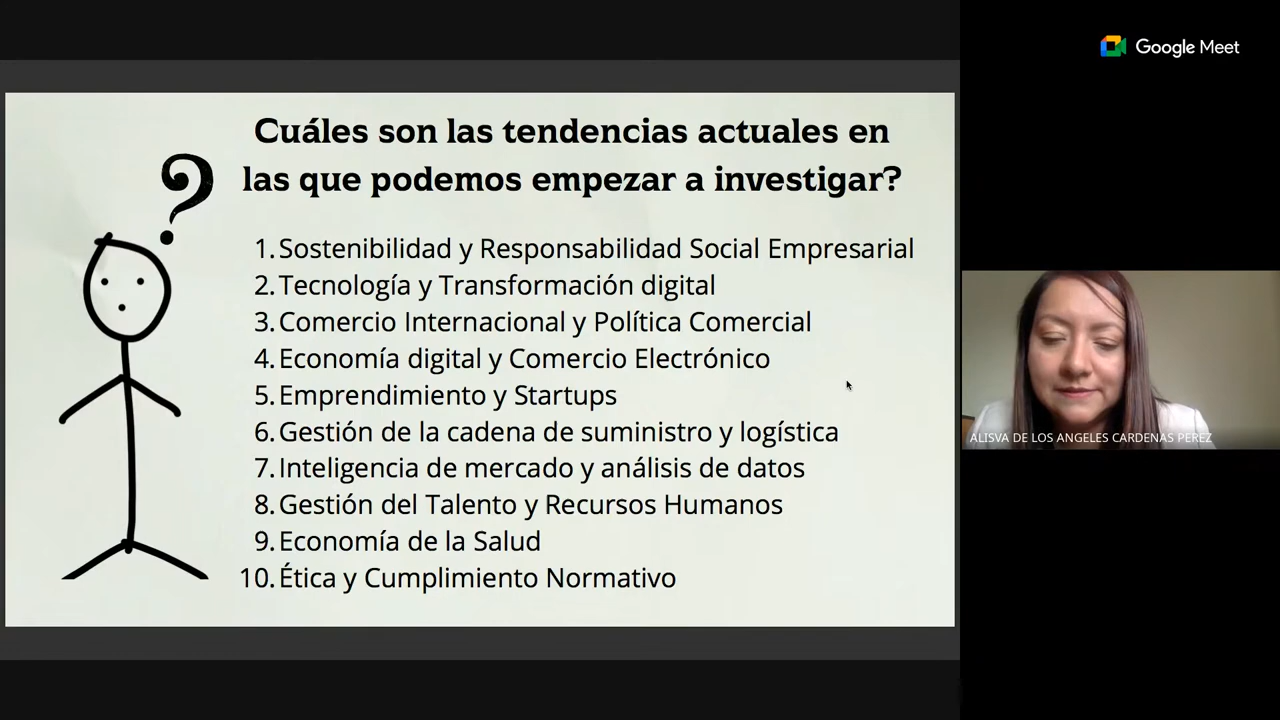 Google Meet
Cuáles son las tendencias actuales en
las que podemos empezar a investigar?
?
1. Sostenibilidad y Responsabilidad Social Empresarial
2. Tecnología y Transformación digital
3. Comercio Internacional y Política Comercial
4. Economía digital y Comercio Electrónico
5. Emprendimiento y Startups
6. Gestión de la cadena de suministro y logística
7. Inteligencia de mercado y análisis de datos
8. Gestión del Talento y Recursos Humanos
9. Economía de la Salud
10. Ética y Cumplimiento Normativo
ALISVA DE LOS ANGELES CARDENAS PEREZ